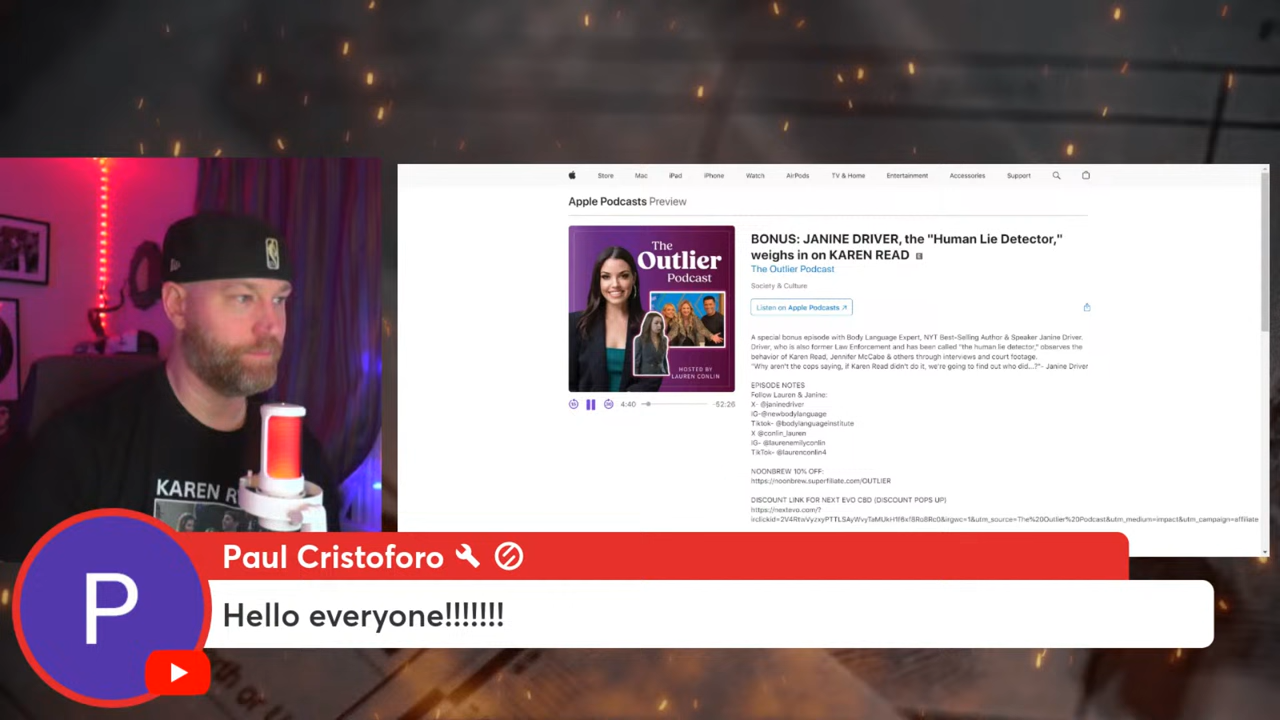 Store Mac iPad iPhone Watch AirPods TV & Home Entertainment Accessories Support
Apple Podcasts Preview
The
Outlier
Podcast
HOSTED BY
LAUREN CONLIN
4:40
-52:26
BONUS: JANINE DRIVER, the "Human Lie Detector,"
weighs in on KAREN READ
The Outlier Podcast
Society & Culture
Listen on Apple Podcasts ↗
A special bonus episode with Body Language Expert, NYT Best-Selling Author & Speaker Janine Driver.
Driver, who is also former Law Enforcement and has been called "the human lie detector," observes the
behavior of Karen Read, Jennifer McCabe & others through interviews and court footage.
"Why aren't the cops saying, if Karen Read didn't do it, we're going to find out who did...?"- Janine Driver
EPISODE NOTES
Follow Lauren & Janine:
X- @janinedriver
IG-@newbodylanguage
Tiktok- @bodylanguageinstitute
X @conlin_lauren
IG- @laurenemilyconlin
TikTok- @laurenconlin4
NOONBREW 10% OFF:
https://noonbrew.superfiliate.com/OUTLIER
DISCOUNT LINK FOR NEXT EVO CBD (DISCOUNT POPS UP)
https://nextevo.com/?
KAREN R
Paul Cristoforo
P
Hello everyone!!!!!!!